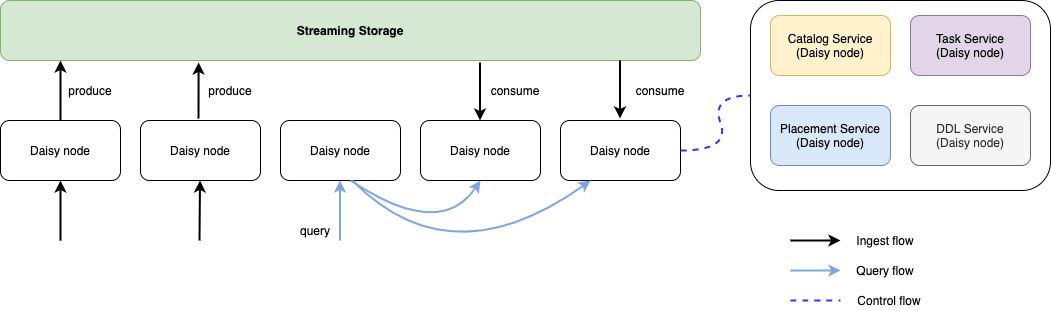 Streaming Storage
Catalog Service
(Daisy node)
Task Service
(Daisy node)
produce
produce
consume
consume
Daisy node
Daisy node
Daisy node
Daisy node
Daisy node
Placement Service
(Daisy node)
DDL Service
(Daisy node)
query
Ingest flow
Query flow
Control flow